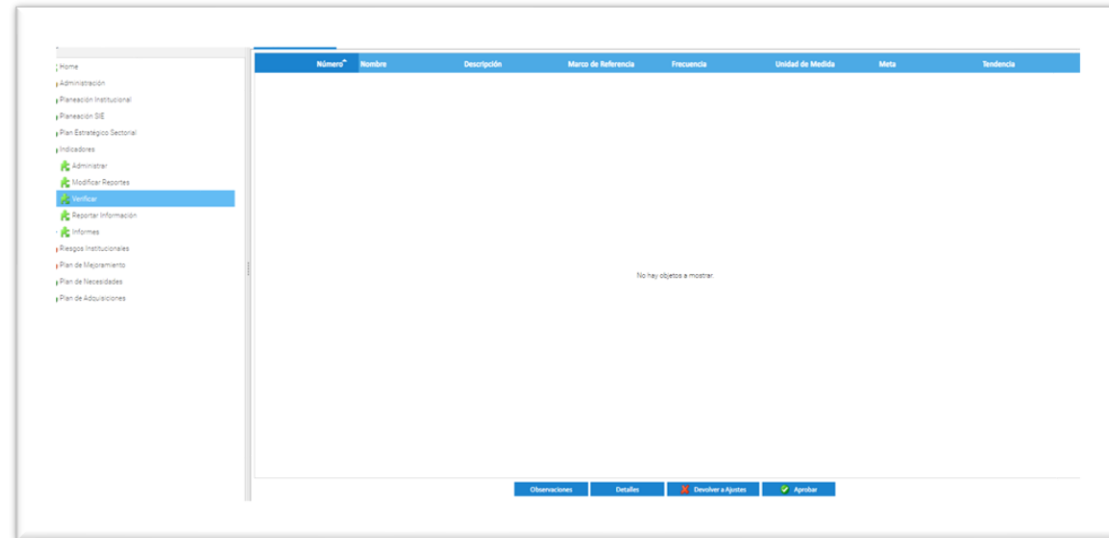 Home
Administración
Planeación Institucional
Planeación SIE
Plan Estratégico Sectorial
Indicadores
Administrar
Modificar Reportes
Verificar
Reportar Información
Informes
Riesgos Institucionales
Plan de Mejoramiento
Plan de Necesidades
Plan de Adquisiciones
Número Nombre Descripción Marco de Referencia Frecuencia Unidad de Medida Meta Tendencia
No hay objetos a mostrar.
Observaciones Detalles Devolver a Ajustes Aprobar